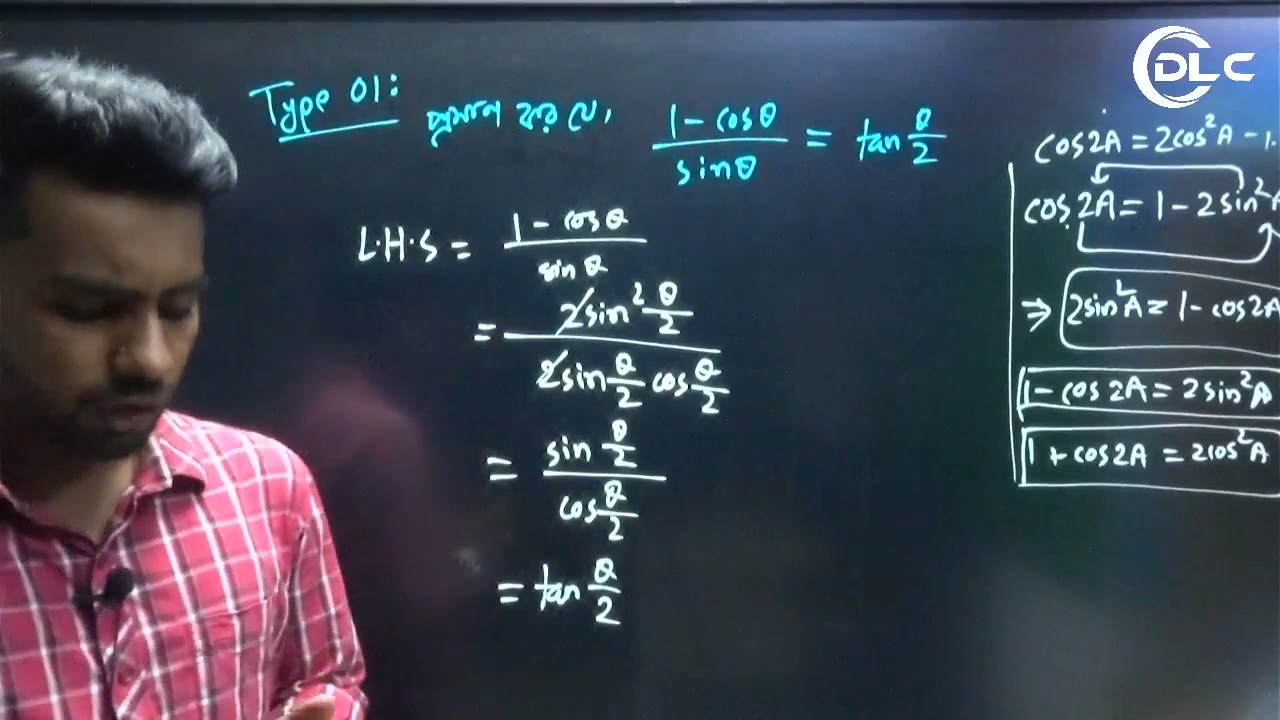 DLC
Type 01: প্রমাণ কর যে, (1 - cosθ)/(sinθ) = tan θ/2
L.H.S = (1 - cosθ)/(sinθ)
= (2sin² θ/2)/(2sin θ/2 cos θ/2)
= (sin θ/2)/(cos θ/2)
= tan θ/2
cos2A = 2cos²A - 1.
cos2A = 1 - 2sin²A
⇒ 2sin²A = 1 - cos2A
1 - cos2A = 2sin²A
1 + cos2A = 2cos²A